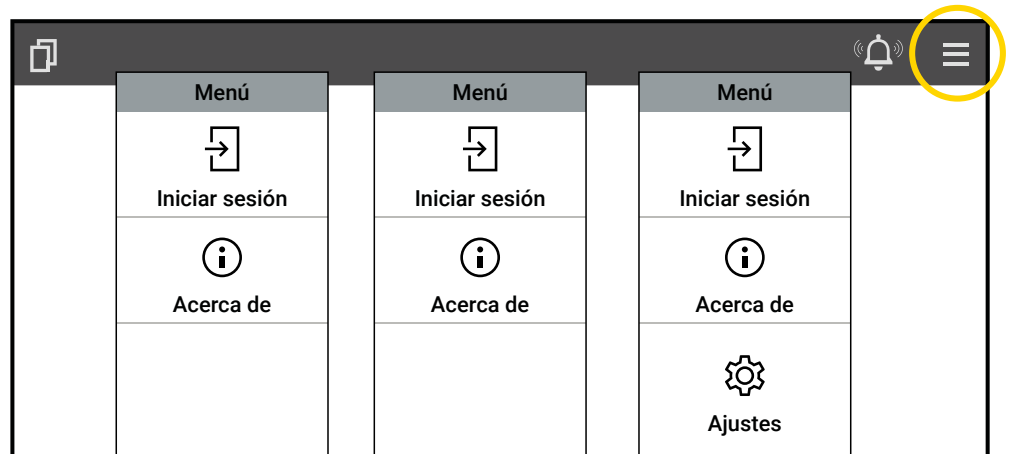 Menú
Iniciar sesión
Acerca de
Menú
Iniciar sesión
Acerca de
Menú
Iniciar sesión
Acerca de
Ajustes